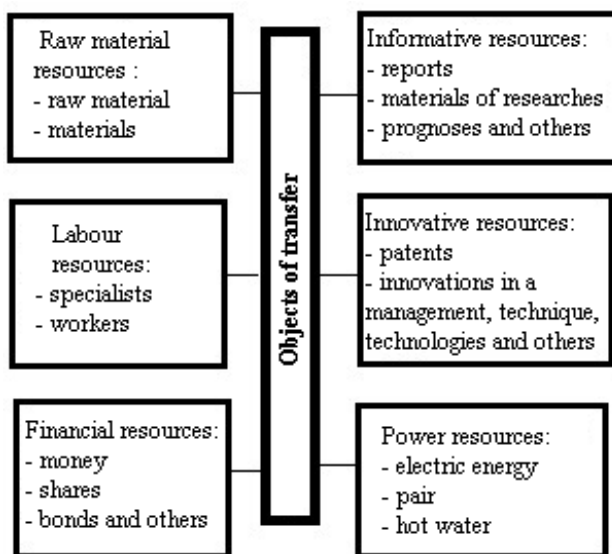 Raw material
resources :
- raw material
- materials
Labour
resources:
- specialists
- workers
Financial resources:
- money
- shares
- bonds and others
Objects of transfer
Informative resources:
- reports
- materials of researches
- prognoses and others
Innovative resources:
- patents
- innovations in a
management, technique,
technologies and others
Power resources:
- electric energy
- pair
- hot water